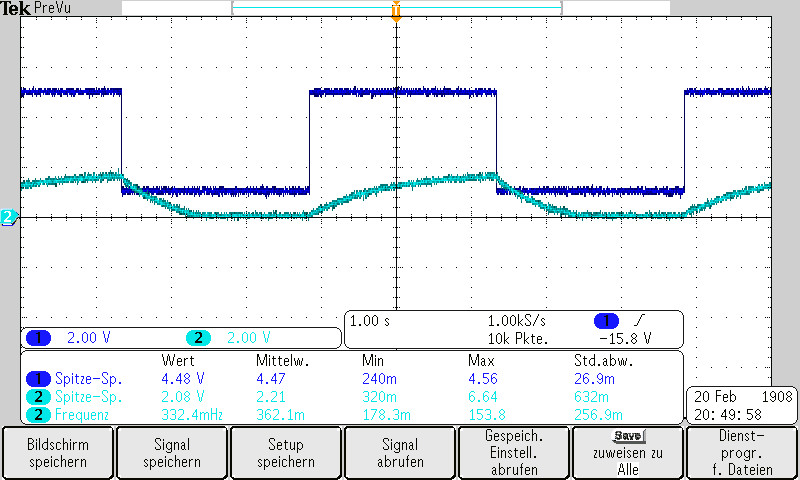 Tek PreVu
T
2
1 2.00 V 2 2.00 V
1.00 s 1.00kS/s 1 -15.8 V
10k Pkte.
Wert Mittelw. Min Max Std.abw.
1 Spitze-Sp. 4.48 V 4.47 240m 4.56 26.9m
2 Spitze-Sp. 2.08 V 2.21 320m 6.64 632m
2 Frequenz 332.4mHz 362.1m 178.3m 153.8 256.9m
20 Feb 1908
20:49:58
Bildschirm
speichern
Signal
speichern
Setup
speichern
Signal
abrufen
Gespeich.
Einstell.
abrufen
Save
zuweisen zu
Alle
Dienst-
progr.
f. Dateien